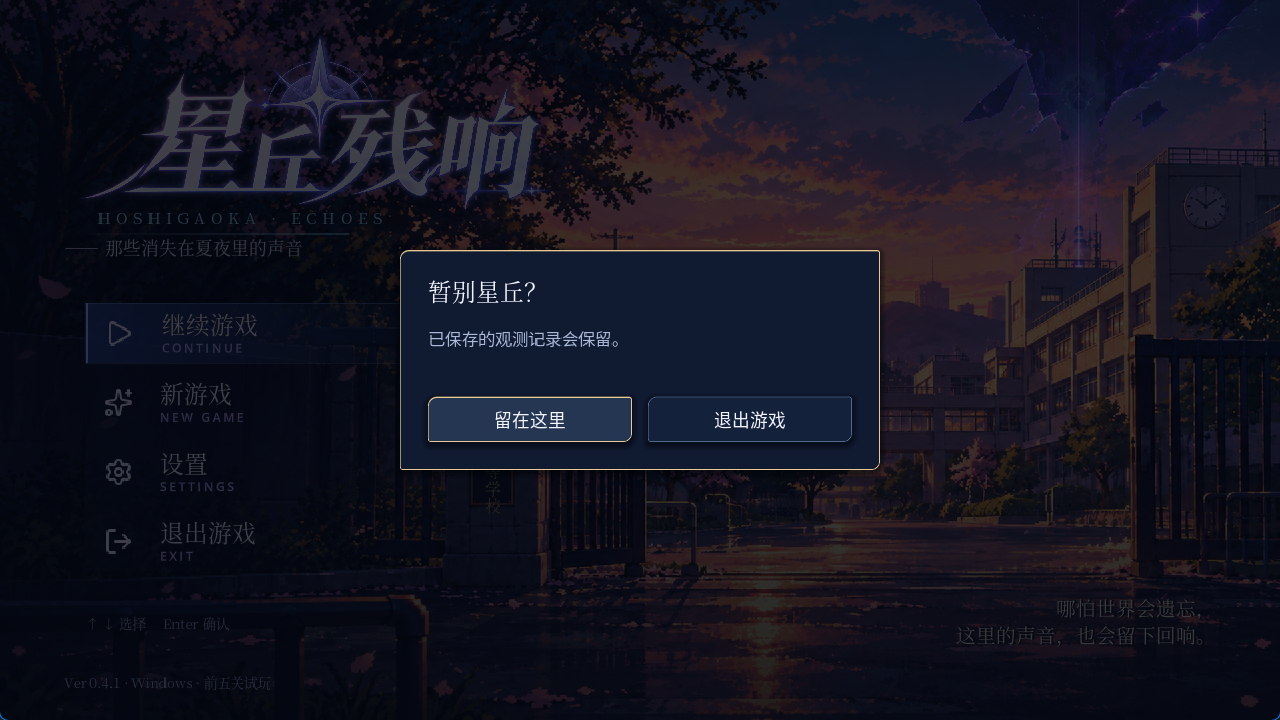 星丘残响
HOSHIGAOKA · ECHOES
那些消失在夏夜里的声音
继续游戏
CONTINUE
新游戏
NEW GAME
设置
SETTINGS
退出游戏
EXIT
↑ ↓ 选择 Enter 确认
Ver 0.4.1 · Windows · 前五关试玩
暂别星丘?
已保存的观测记录会保留。
留在这里
退出游戏
学校
哪怕世界会遗忘,
这里的声音,也会留下回响。